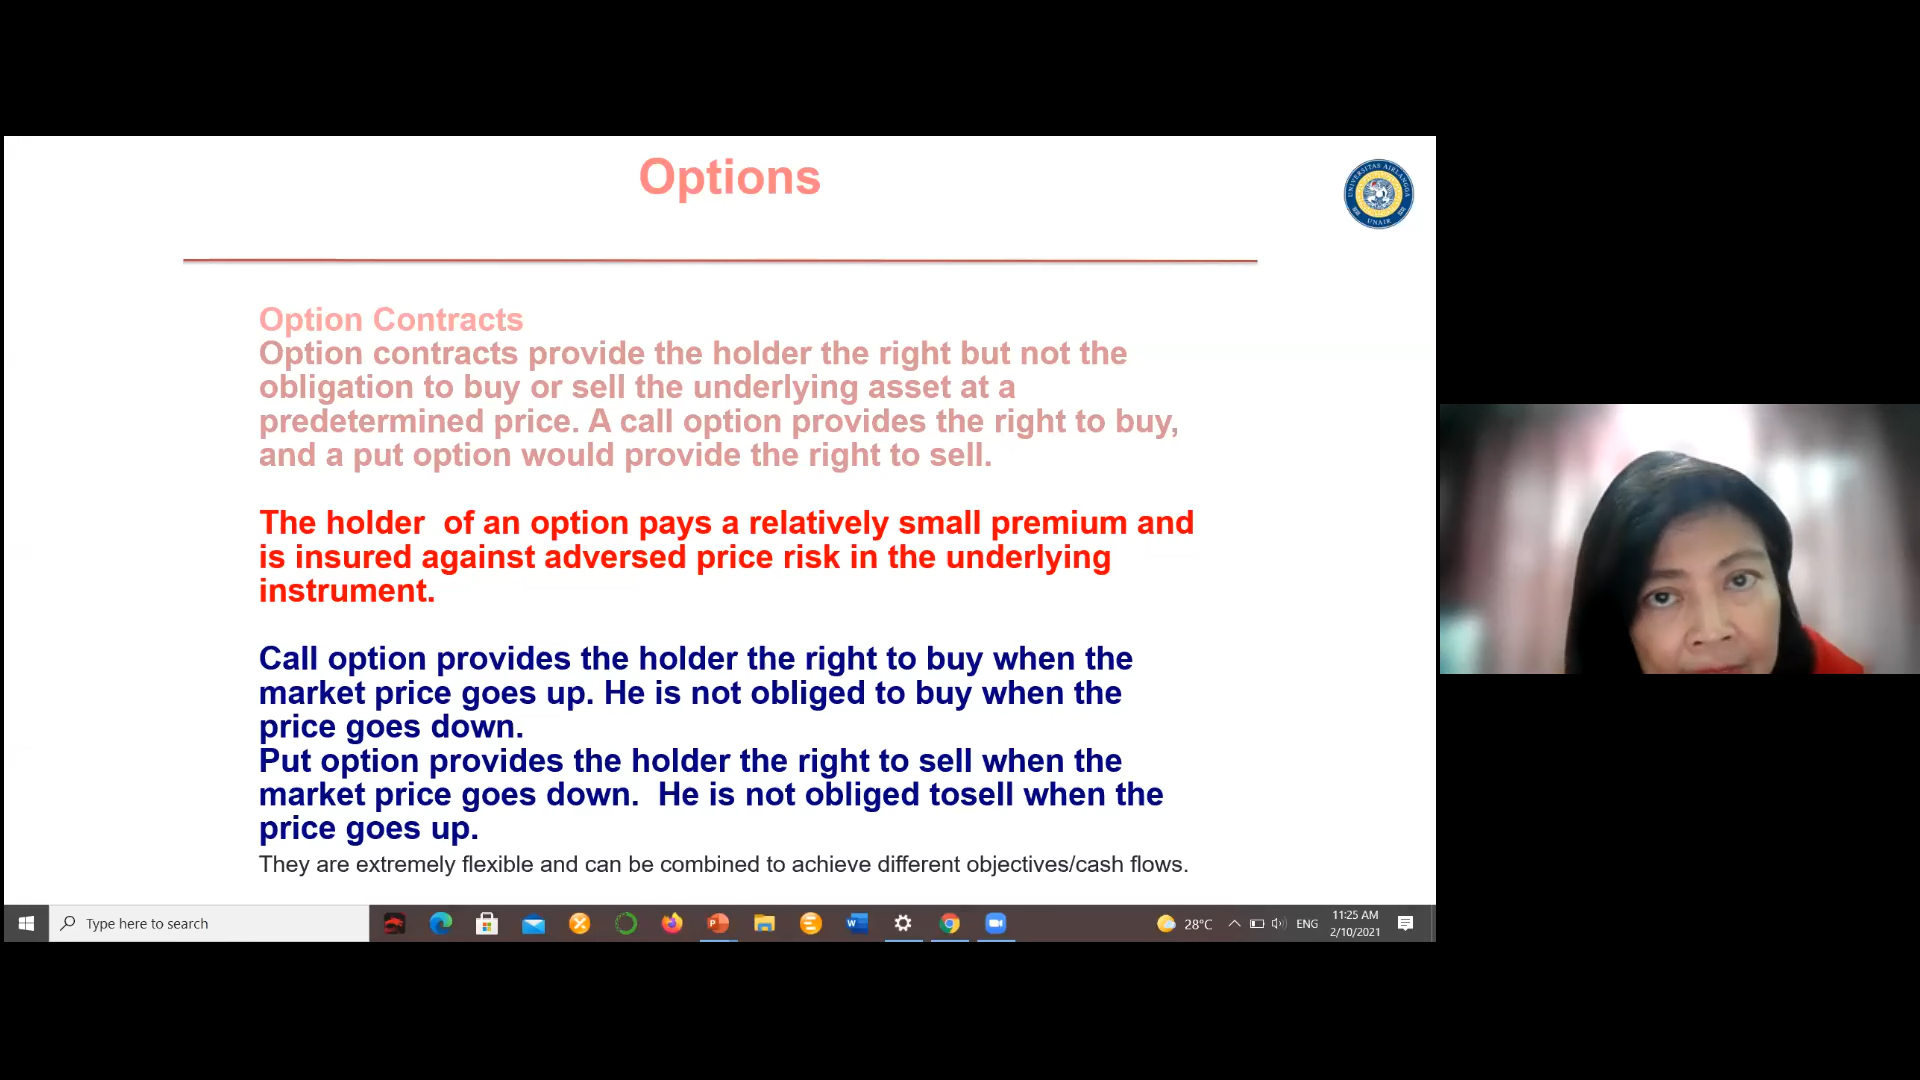 Options
UNIVERSITAS AIRLANGGA
UNAIR
Option Contracts
Option contracts provide the holder the right but not the
obligation to buy or sell the underlying asset at a
predetermined price. A call option provides the right to buy,
and a put option would provide the right to sell.
The holder  of an option pays a relatively small premium and
is insured against adversed price risk in the underlying
instrument.
Call option provides the holder the right to buy when the
market price goes up. He is not obliged to buy when the
price goes down.
Put option provides the holder the right to sell when the
market price goes down.  He is not obliged tosell when the
price goes up.
They are extremely flexible and can be combined to achieve different objectives/cash flows.
Type here to search
28°C
ENG
11:25 AM
2/10/2021